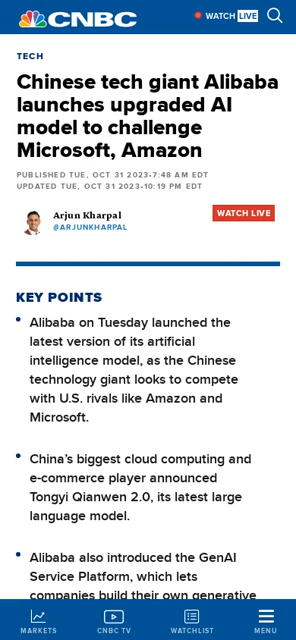 CNBC
WATCH LIVE
TECH
Chinese tech giant Alibaba
launches upgraded AI
model to challenge
Microsoft, Amazon
PUBLISHED TUE, OCT 31 2023•7:48 AM EDT
UPDATED TUE, OCT 31 2023•10:19 PM EDT
Arjun Kharpal
@ARJUNKHARPAL
WATCH LIVE
KEY POINTS
• Alibaba on Tuesday launched the
latest version of its artificial
intelligence model, as the Chinese
technology giant looks to compete
with U.S. rivals like Amazon and
Microsoft.
• China’s biggest cloud computing and
e-commerce player announced
Tongyi Qianwen 2.0, its latest large
language model.
• Alibaba also introduced the GenAI
Service Platform, which lets
companies build their own generative
MARKETS
CNBC TV
WATCHLIST
MENU